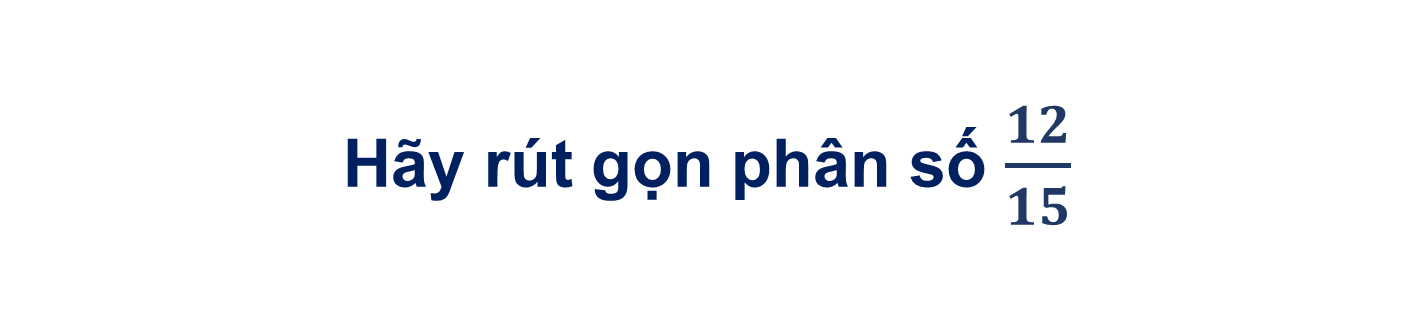 Hãy rút gọn phân số 12/15